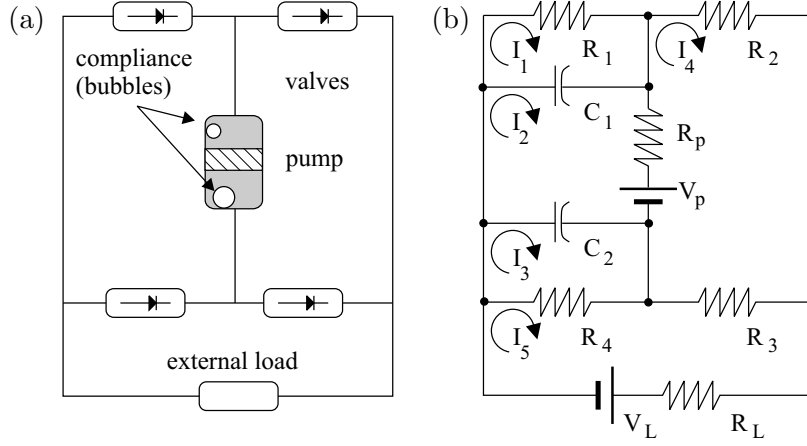 (a)
compliance
(bubbles)
valves
pump
external load
(b)
I1
R1
I4
R2
I2
C1
Rp
Vp
I3
C2
I5
R4
R3
VL
RL